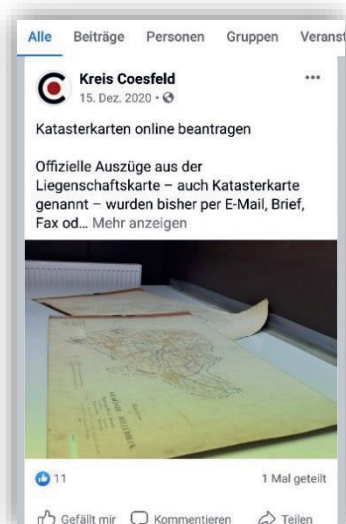 Alle Beiträge Personen Gruppen Veranst
Kreis Coesfeld
15. Dez. 2020 •
Katasterkarten online beantragen
Offizielle Auszüge aus der
Liegenschaftskarte – auch Katasterkarte
genannt – wurden bisher per E-Mail, Brief,
Fax od... Mehr anzeigen
11 1 Mal geteilt
Gefällt mir Kommentieren Teilen